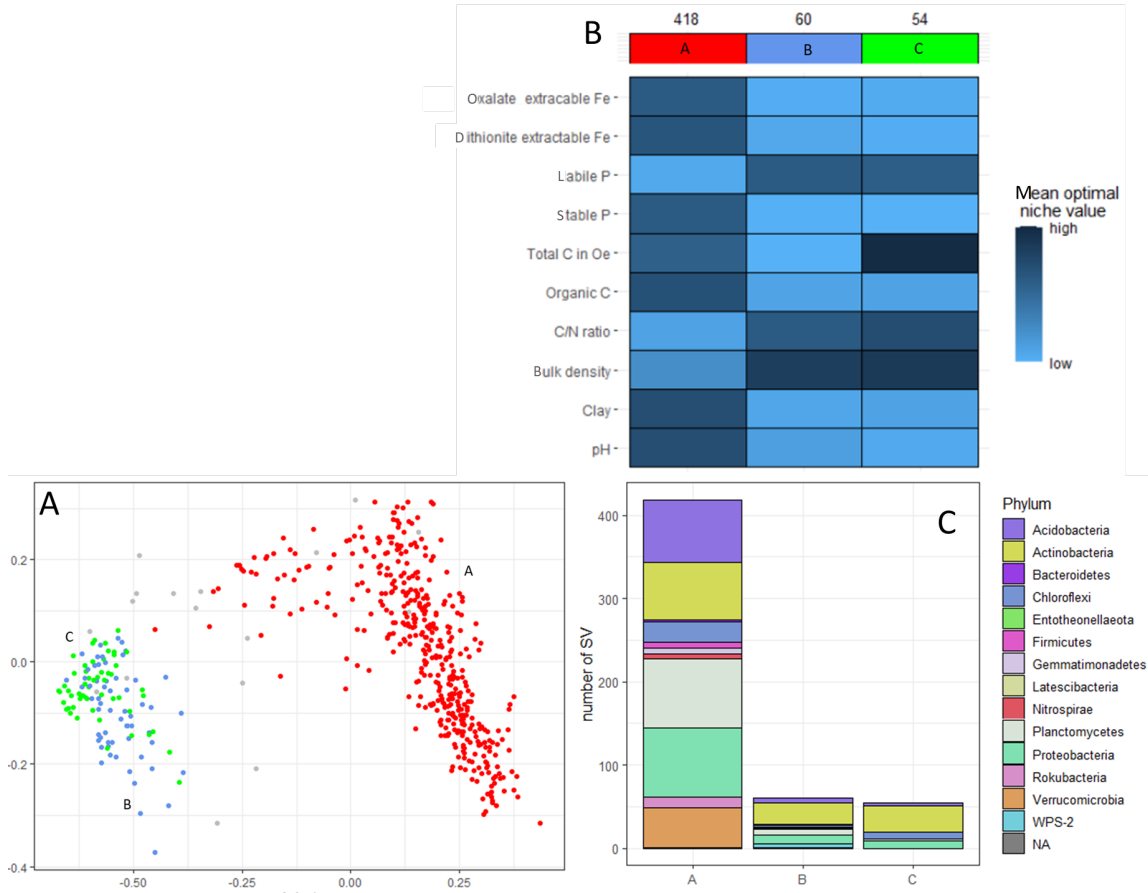 B
418 60 54
A B C
Oxalate extracable Fe
Dithionite extractable Fe
Labile P
Stable P
Total C in Oe
Organic C
C/N ratio
Bulk density
Clay
pH
Mean optimal
niche value
high
low
A
0.2
0.0
-0.2
-0.4
-0.50 -0.25 0.00 0.25
A
C
B
C
number of SV
400
300
200
100
0
A B C
Phylum
Acidobacteria
Actinobacteria
Bacteroidetes
Chloroflexi
Entotheonellaeota
Firmicutes
Gemmatimonadetes
Latescibacteria
Nitrospirae
Planctomycetes
Proteobacteria
Rokubacteria
Verrucomicrobia
WPS-2
NA